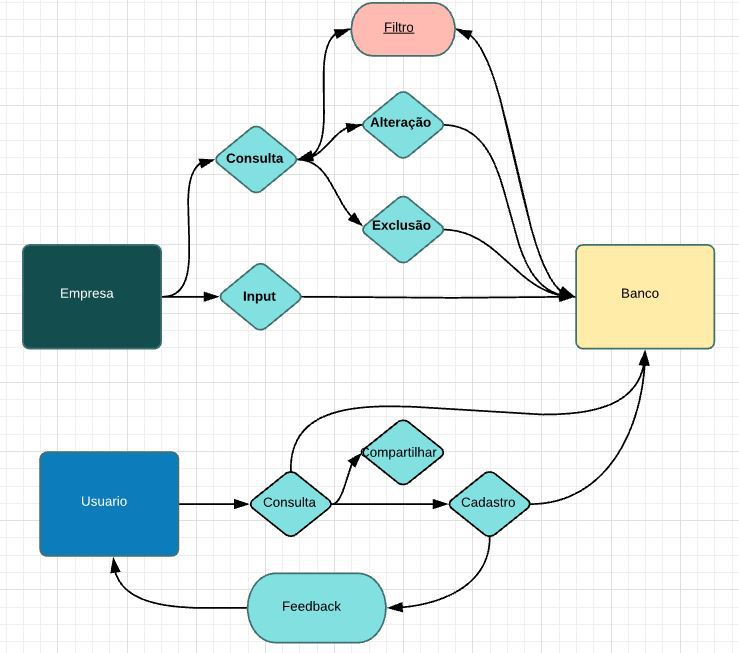 Filtro
Alteração
Consulta
Exclusão
Empresa
Input
Banco
Compartilhar
Usuario
Consulta
Cadastro
Feedback